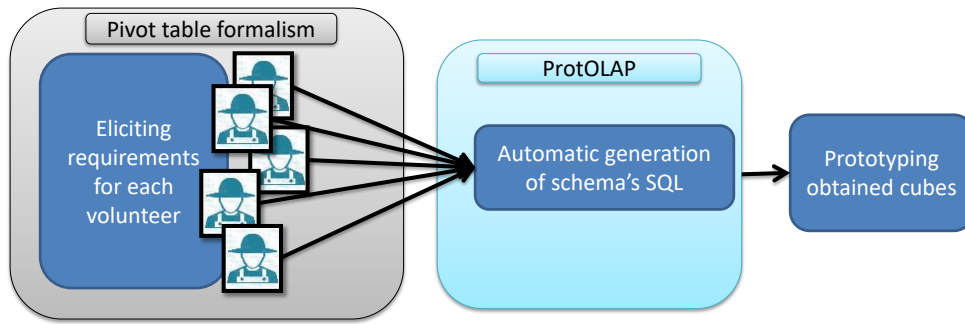 Pivot table formalism
Eliciting
requirements
for each
volunteer
ProtOLAP
Automatic generation
of schema's SQL
Prototyping
obtained cubes